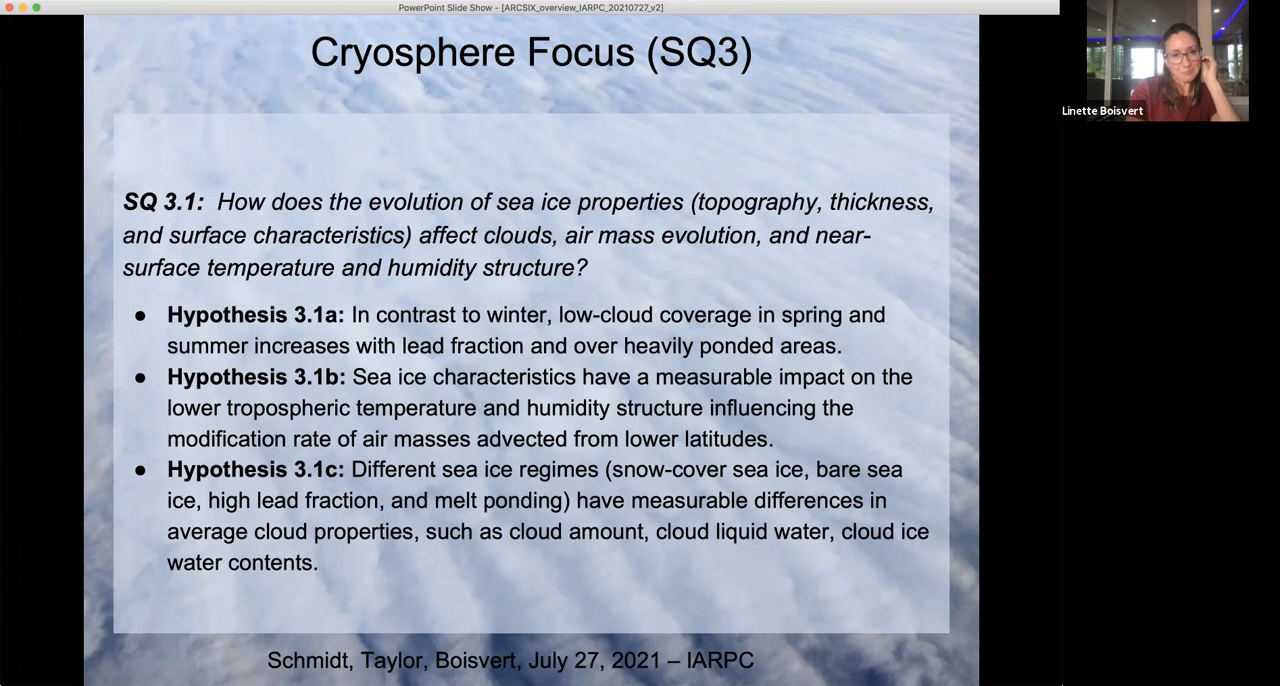 PowerPoint Slide Show - [ARCSIX_overview_IARPC_20210727_v2]
Cryosphere Focus (SQ3)
Linette Boisvert
SQ 3.1: How does the evolution of sea ice properties (topography, thickness,
and surface characteristics) affect clouds, air mass evolution, and near-
surface temperature and humidity structure?
● Hypothesis 3.1a: In contrast to winter, low-cloud coverage in spring and
summer increases with lead fraction and over heavily ponded areas.
● Hypothesis 3.1b: Sea ice characteristics have a measurable impact on the
lower tropospheric temperature and humidity structure influencing the
modification rate of air masses advected from lower latitudes.
● Hypothesis 3.1c: Different sea ice regimes (snow-cover sea ice, bare sea
ice, high lead fraction, and melt ponding) have measurable differences in
average cloud properties, such as cloud amount, cloud liquid water, cloud ice
water contents.
Schmidt, Taylor, Boisvert, July 27, 2021 – IARPC